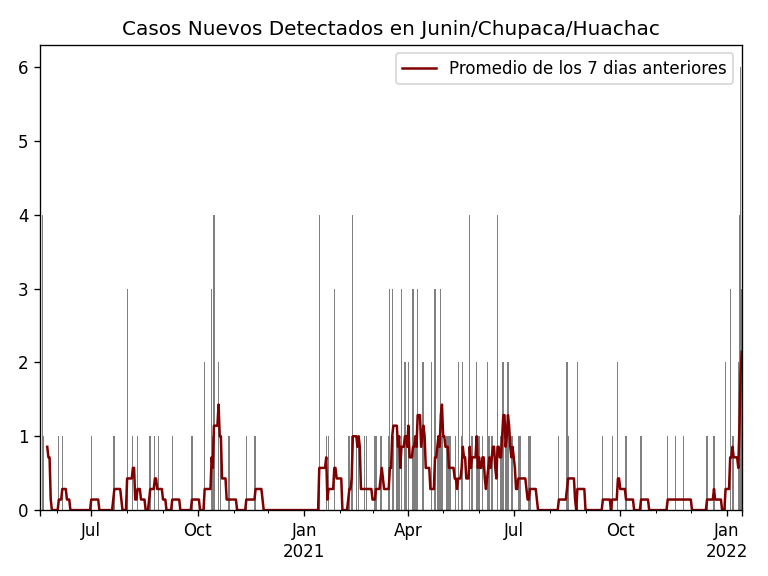 Casos Nuevos Detectados en Junin/Chupaca/Huachac
Promedio de los 7 dias anteriores
6
5
4
3
2
1
0
Jul
Oct
Jan
2021
Apr
Jul
Oct
Jan
2022